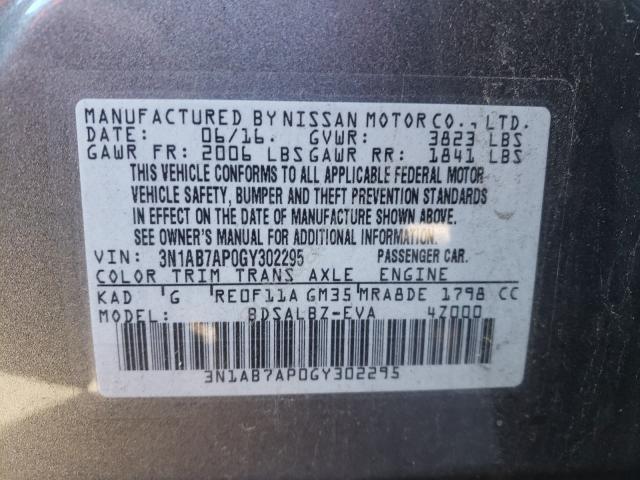 MANUFACTURED BY NISSAN MOTOR CO., LTD.
DATE: 06/16. GVWR: 3823 LBS
GAWR FR: 2006 LBS GAWR RR: 1841 LBS
THIS VEHICLE CONFORMS TO ALL APPLICABLE FEDERAL MOTOR
VEHICLE SAFETY, BUMPER AND THEFT PREVENTION STANDARDS
IN EFFECT ON THE DATE OF MANUFACTURE SHOWN ABOVE.
SEE OWNER'S MANUAL FOR ADDITIONAL INFORMATION.
VIN: 3N1AB7AP0GY302295 PASSENGER CAR.
COLOR TRIM TRANS AXLE ENGINE
KAD G RE0F11A GM35 MRA8DE 1798 CC
MODEL: BDSALBZ-EVA 4Z000
3N1AB7AP0GY302295